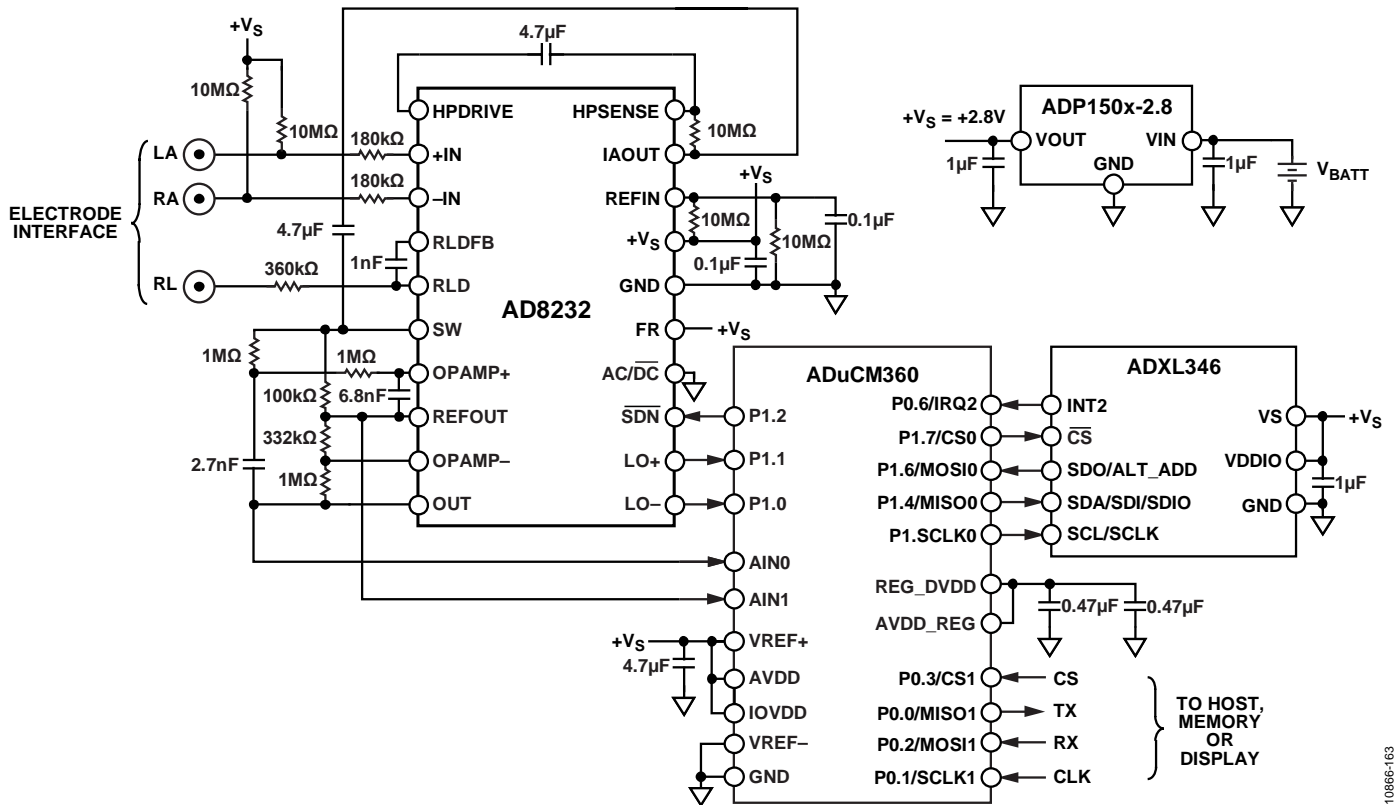 +VS
4.7µF
10MΩ
10MΩ
ELECTRODE
INTERFACE
LA
RA
RL
180kΩ
180kΩ
4.7µF
1nF
360kΩ
1MΩ
1MΩ
100kΩ
6.8nF
332kΩ
2.7nF
1MΩ
HPDRIVE
+IN
–IN
RLDFB
RLD
SW
OPAMP+
REFOUT
OPAMP–
OUT
AD8232
HPSENSE
IAOUT
REFIN
+VS
GND
FR
AC/DC
SDN
LO+
LO–
10MΩ
+VS
10MΩ
0.1µF
10MΩ
0.1µF
+VS
ADP150x-2.8
+VS = +2.8V
VOUT
VIN
GND
1µF
1µF
VBATT
ADuCM360
P1.2
P1.1
P1.0
AIN0
AIN1
VREF+
AVDD
IOVDD
VREF–
GND
+VS
4.7µF
P0.6/IRQ2
P1.7/CS0
P1.6/MOSI0
P1.4/MISO0
P1.SCLK0
REG_DVDD
AVDD_REG
P0.3/CS1
P0.0/MISO1
P0.2/MOSI1
P0.1/SCLK1
ADXL346
INT2
CS
SDO/ALT_ADD
SDA/SDI/SDIO
SCL/SCLK
VS
VDDIO
GND
+VS
1µF
0.47µF
0.47µF
CS
TX
RX
CLK
TO HOST,
MEMORY
OR
DISPLAY
10866-163